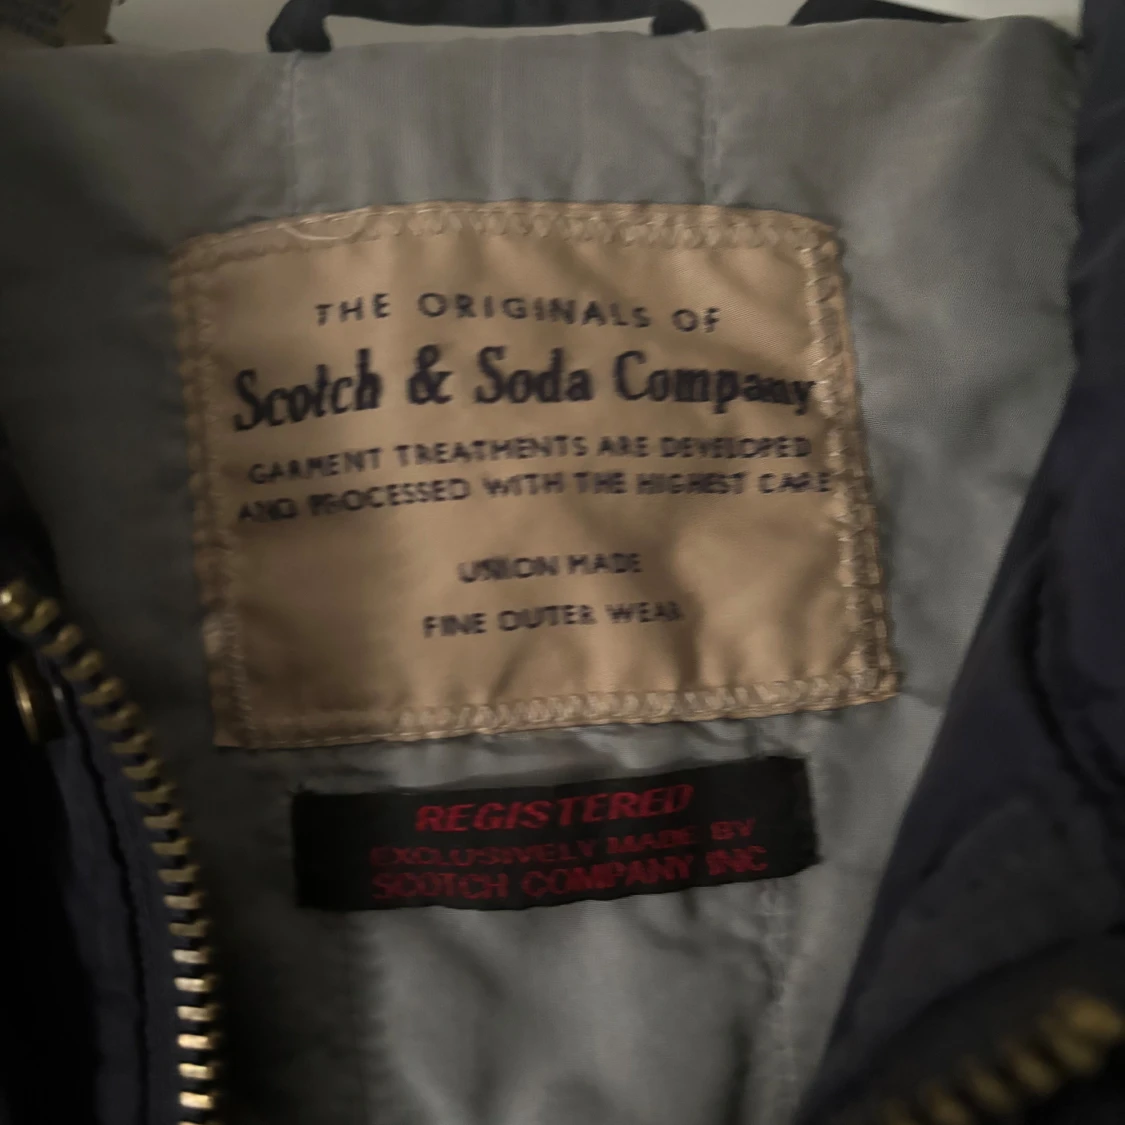 THE ORIGINALS OF
Scotch & Soda Company
GARMENT TREATMENTS ARE DEVELOPED
AND PROCESSED WITH THE HIGHEST CARE
UNION MADE
FINE OUTER WEAR
REGISTERED
EXCLUSIVELY MADE BY
SCOTCH COMPANY INC